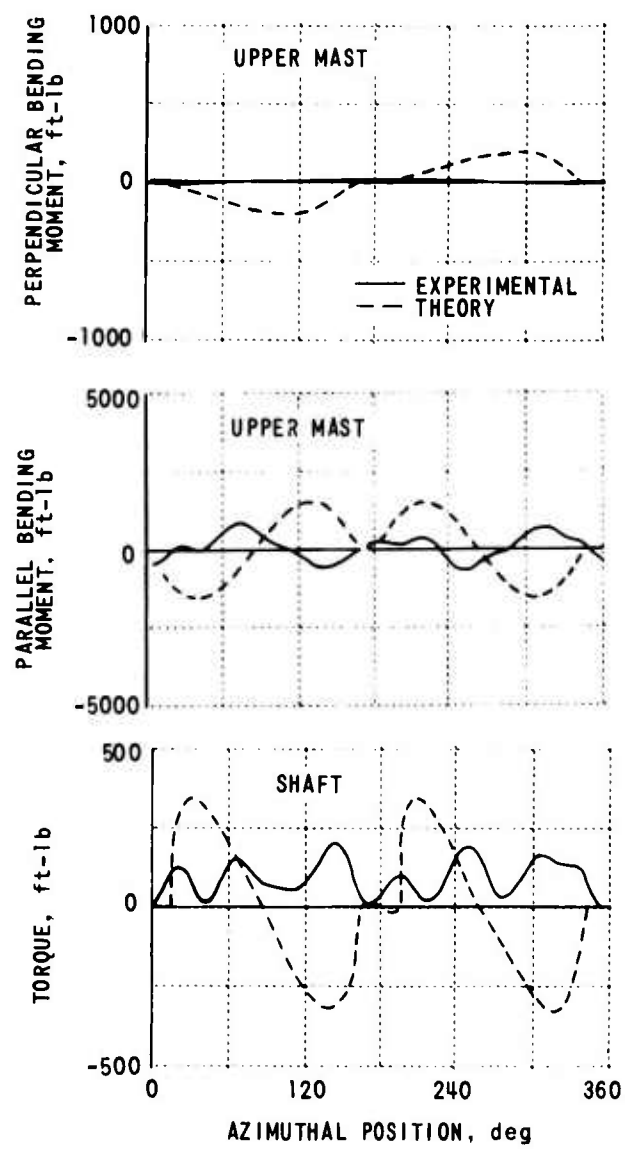 PERPENDICULAR BENDING
MOMENT, ft-lb
1000
0
-1000
UPPER MAST
EXPERIMENTAL
THEORY
PARALLEL BENDING
MOMENT, ft-lb
5000
0
-5000
UPPER MAST
TORQUE, ft-lb
500
0
-500
SHAFT
0 120 240 360
AZIMUTHAL POSITION, deg